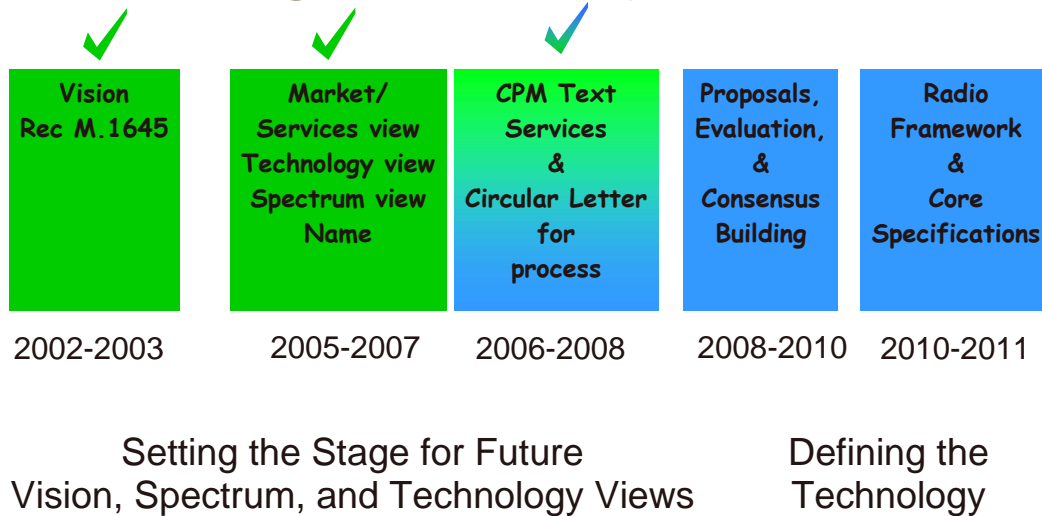 Vision
Rec M.1645
Market/
Services view
Technology view
Spectrum view
Name
CPM Text
Services
&
Circular Letter
for
process
Proposals,
Evaluation,
&
Consensus
Building
Radio
Framework
&
Core
Specifications
2002-2003
2005-2007
2006-2008
2008-2010
2010-2011
Setting the Stage for Future
Vision, Spectrum, and Technology Views
Defining the
Technology